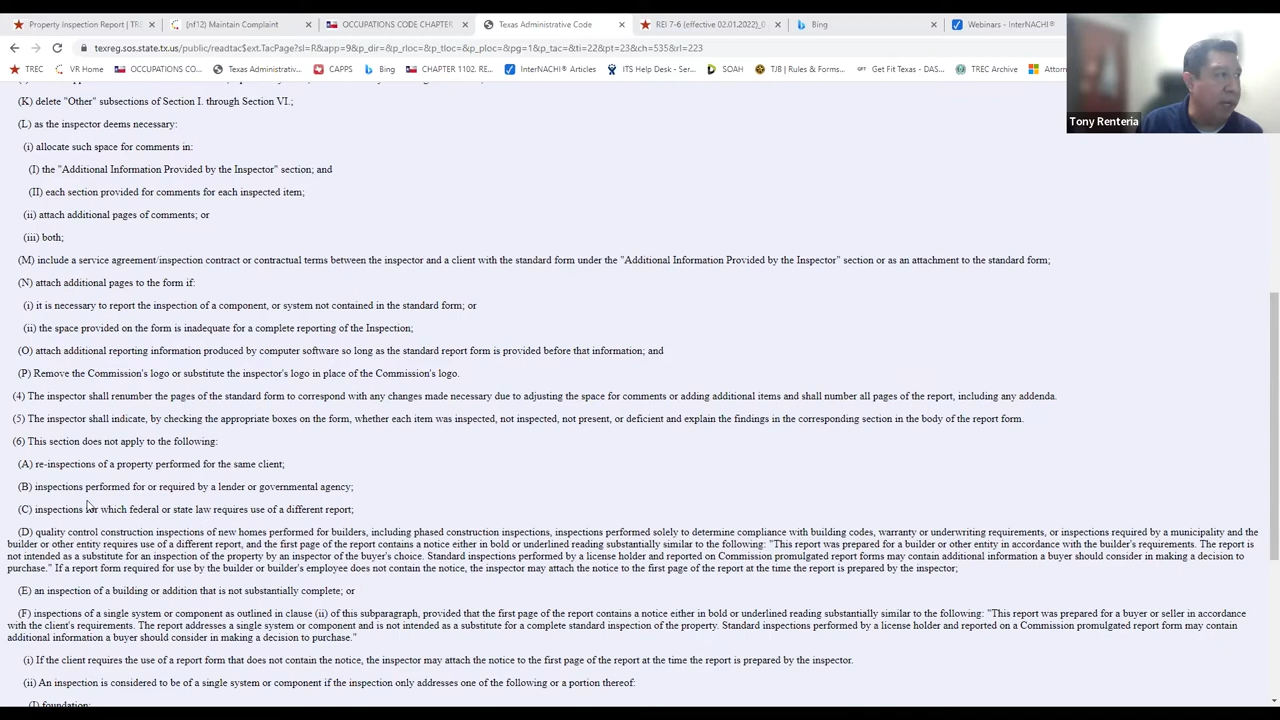 Property Inspection Report | TRE
(nf12) Maintain Complaint
OCCUPATIONS CODE CHAPTER
Texas Administrative Code
REI 7-6 (effective 02.01.2022)_0
Bing
Webinars - InterNACHI®
texreg.sos.state.tx.us/public/readtac$ext.TacPage?sl=R&app=9&p_dir=&p_rloc=&p_tloc=&p_ploc=&pg=1&p_tac=&ti=22&pt=23&ch=535&rl=223
TREC
VR Home
OCCUPATIONS CO...
Texas Administrativ...
CAPPS
Bing
CHAPTER 1102. RE...
InterNACHI® Articles
ITS Help Desk - Ser...
SOAH
TJB | Rules & Forms...
Get Fit Texas - DAS...
TREC Archive
Attor
Tony Renteria
(K) delete "Other" subsections of Section I. through Section VI.;
(L) as the inspector deems necessary:
(i) allocate such space for comments in:
(I) the "Additional Information Provided by the Inspector" section; and
(II) each section provided for comments for each inspected item;
(ii) attach additional pages of comments; or
(iii) both;
(M) include a service agreement/inspection contract or contractual terms between the inspector and a client with the standard form under the "Additional Information Provided by the Inspector" section or as an attachment to the standard form;
(N) attach additional pages to the form if:
(i) it is necessary to report the inspection of a component, or system not contained in the standard form; or
(ii) the space provided on the form is inadequate for a complete reporting of the Inspection;
(O) attach additional reporting information produced by computer software so long as the standard report form is provided before that information; and
(P) Remove the Commission's logo or substitute the inspector's logo in place of the Commission's logo.
(4) The inspector shall renumber the pages of the standard form to correspond with any changes made necessary due to adjusting the space for comments or adding additional items and shall number all pages of the report, including any addenda.
(5) The inspector shall indicate, by checking the appropriate boxes on the form, whether each item was inspected, not inspected, not present, or deficient and explain the findings in the corresponding section in the body of the report form.
(6) This section does not apply to the following:
(A) re-inspections of a property performed for the same client;
(B) inspections performed for or required by a lender or governmental agency;
(C) inspections for which federal or state law requires use of a different report;
(D) quality control construction inspections of new homes performed for builders, including phased construction inspections, inspections performed solely to determine compliance with building codes, warranty or underwriting requirements, or inspections required by a municipality and the
builder or other entity requires use of a different report, and the first page of the report contains a notice either in bold or underlined reading substantially similar to the following: "This report was prepared for a builder or other entity in accordance with the builder's requirements. The report is
not intended as a substitute for an inspection of the property by an inspector of the buyer's choice. Standard inspections performed by a license holder and reported on Commission promulgated report forms may contain additional information a buyer should consider in making a decision to
purchase." If a report form required for use by the builder or builder's employee does not contain the notice, the inspector may attach the notice to the first page of the report at the time the report is prepared by the inspector;
(E) an inspection of a building or addition that is not substantially complete; or
(F) inspections of a single system or component as outlined in clause (ii) of this subparagraph, provided that the first page of the report contains a notice either in bold or underlined reading substantially similar to the following: "This report was prepared for a buyer or seller in accordance
with the client's requirements. The report addresses a single system or component and is not intended as a substitute for a complete standard inspection of the property. Standard inspections performed by a license holder and reported on a Commission promulgated report form may contain
additional information a buyer should consider in making a decision to purchase."
(i) If the client requires the use of a report form that does not contain the notice, the inspector may attach the notice to the first page of the report at the time the report is prepared by the inspector.
(ii) An inspection is considered to be of a single system or component if the inspection only addresses one of the following or a portion thereof:
(I) foundation;